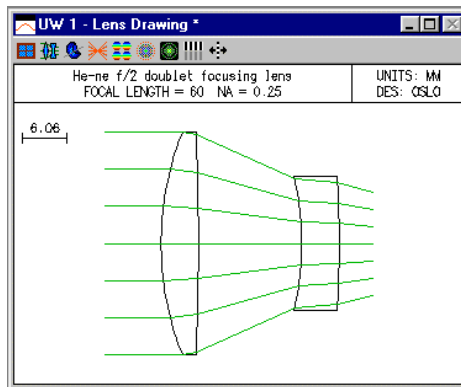 UW 1 - Lens Drawing *
He-ne f/2 doublet focusing lens
FOCAL LENGTH = 60 NA = 0.25
UNITS: MM
DES: OSLO
6.06